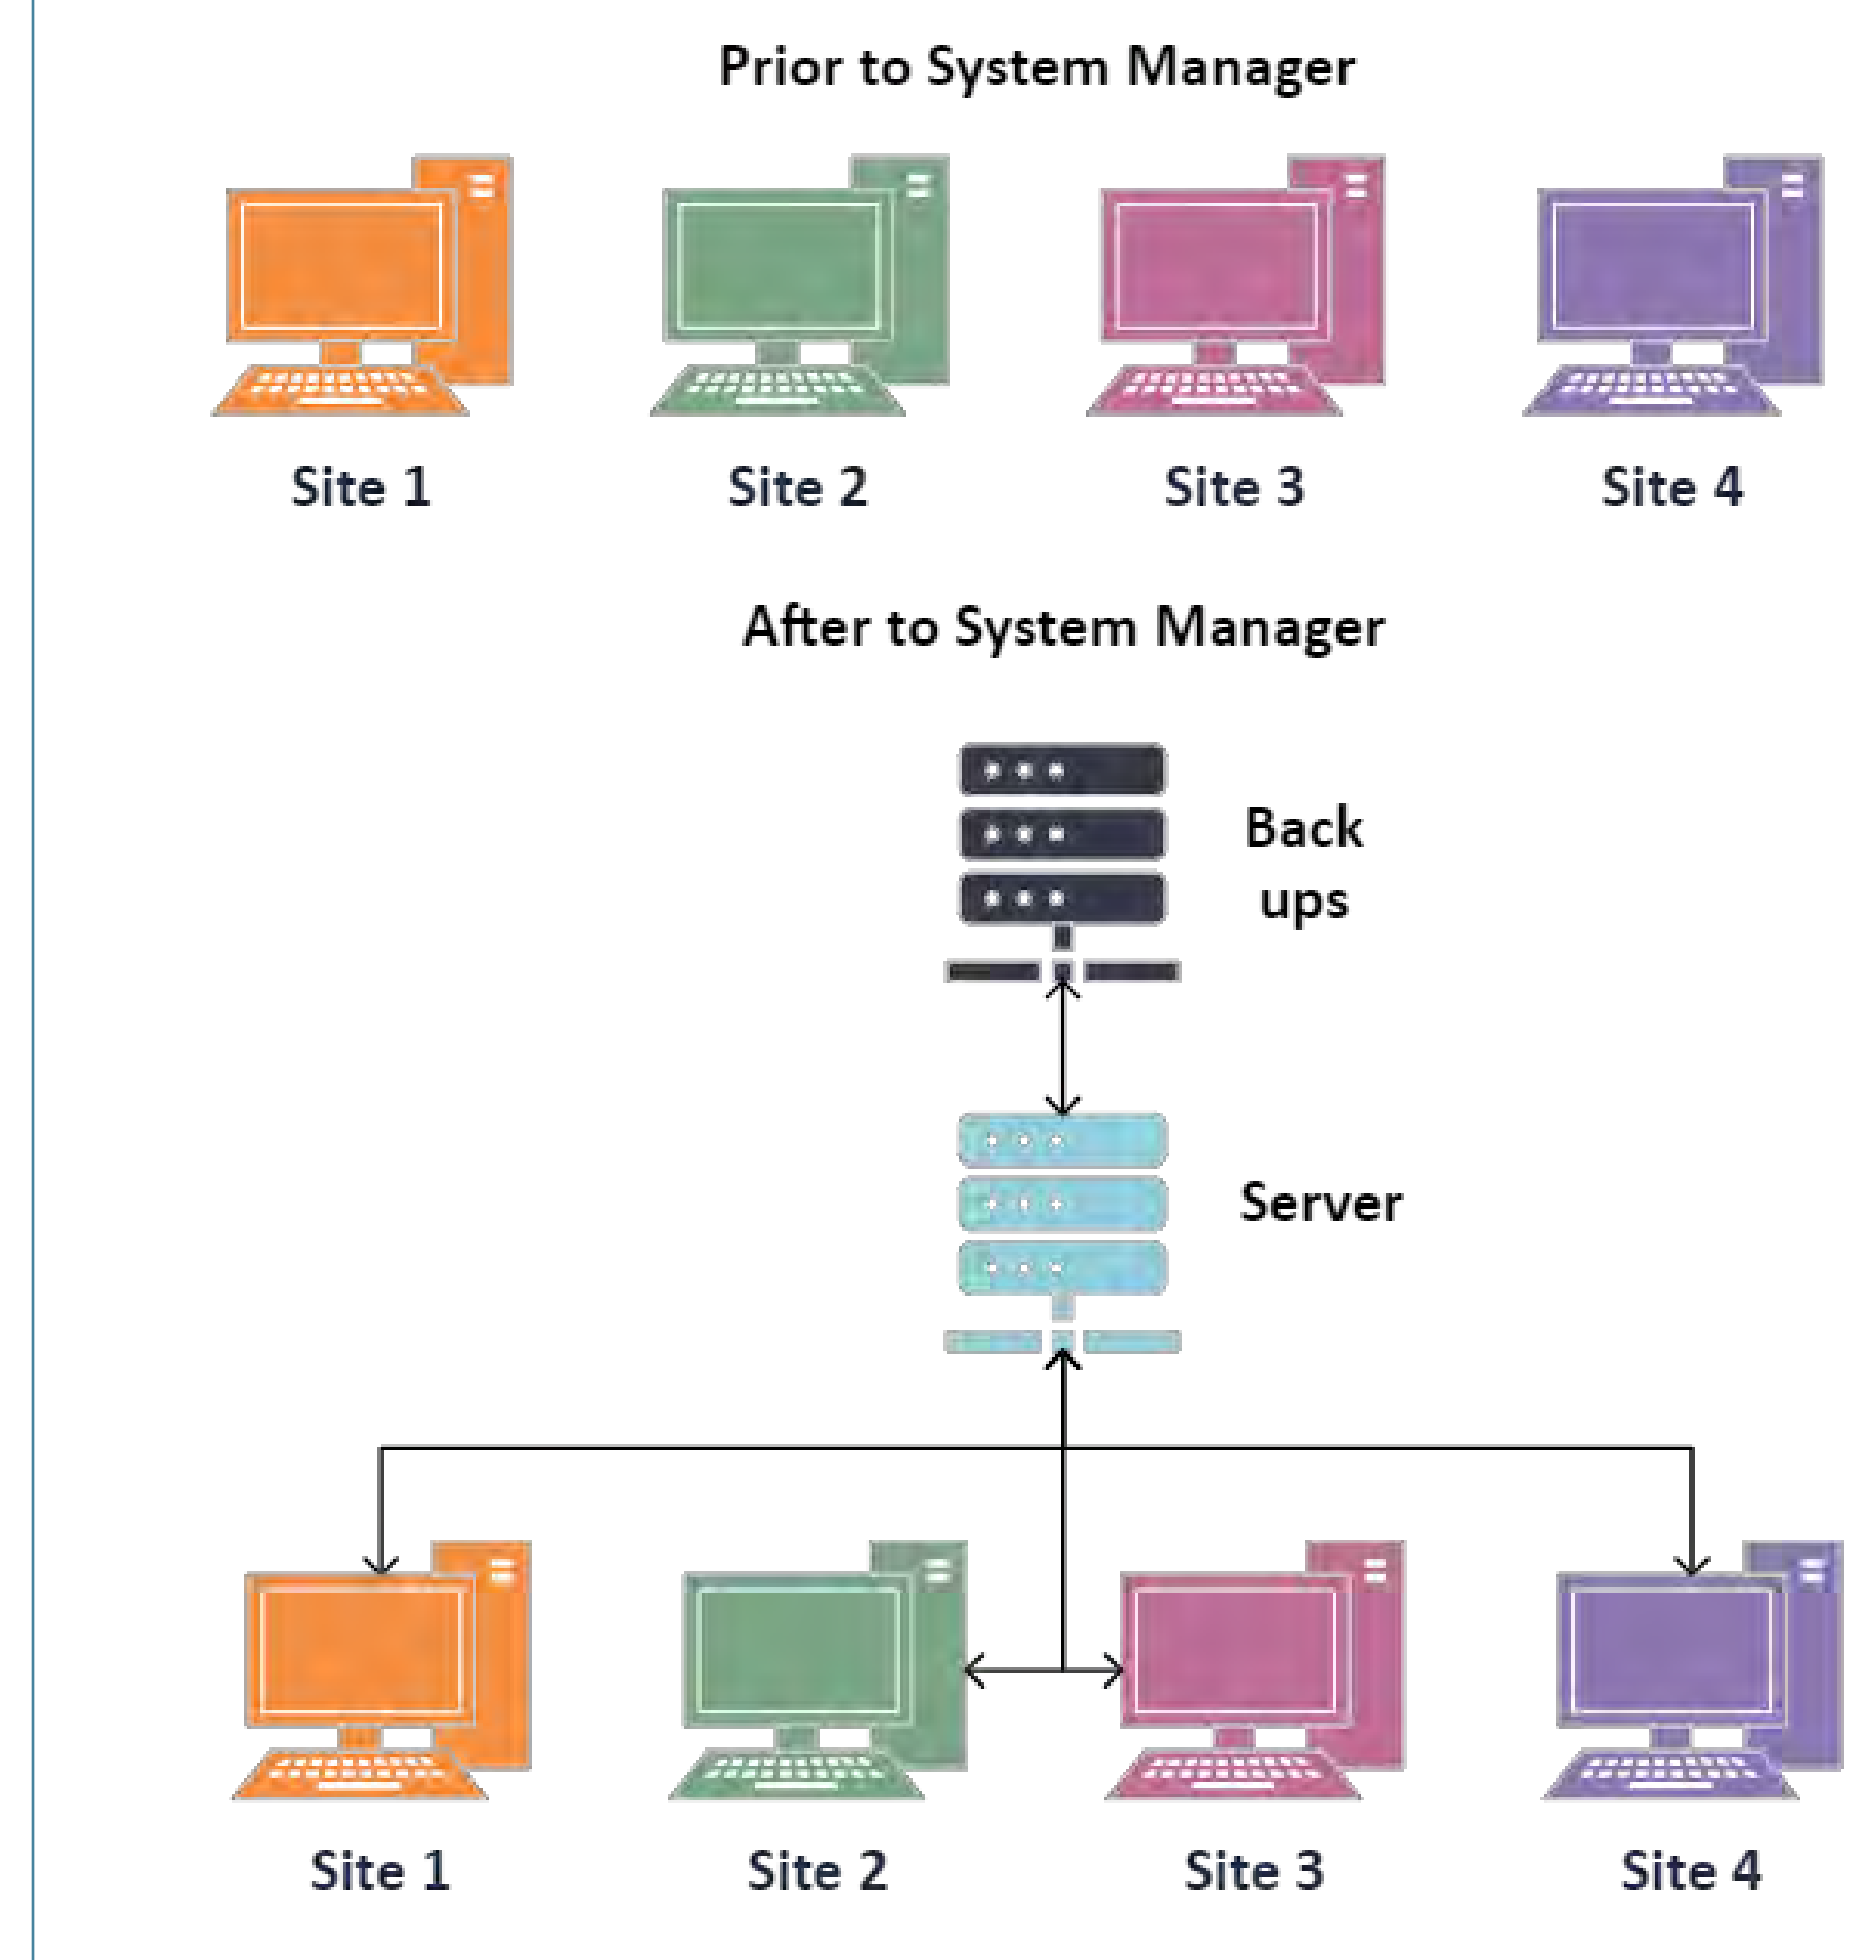 Prior to System Manager
Site 1
Site 2
Site 3
Site 4
After to System Manager
Back
ups
Server
Site 1
Site 2
Site 3
Site 4